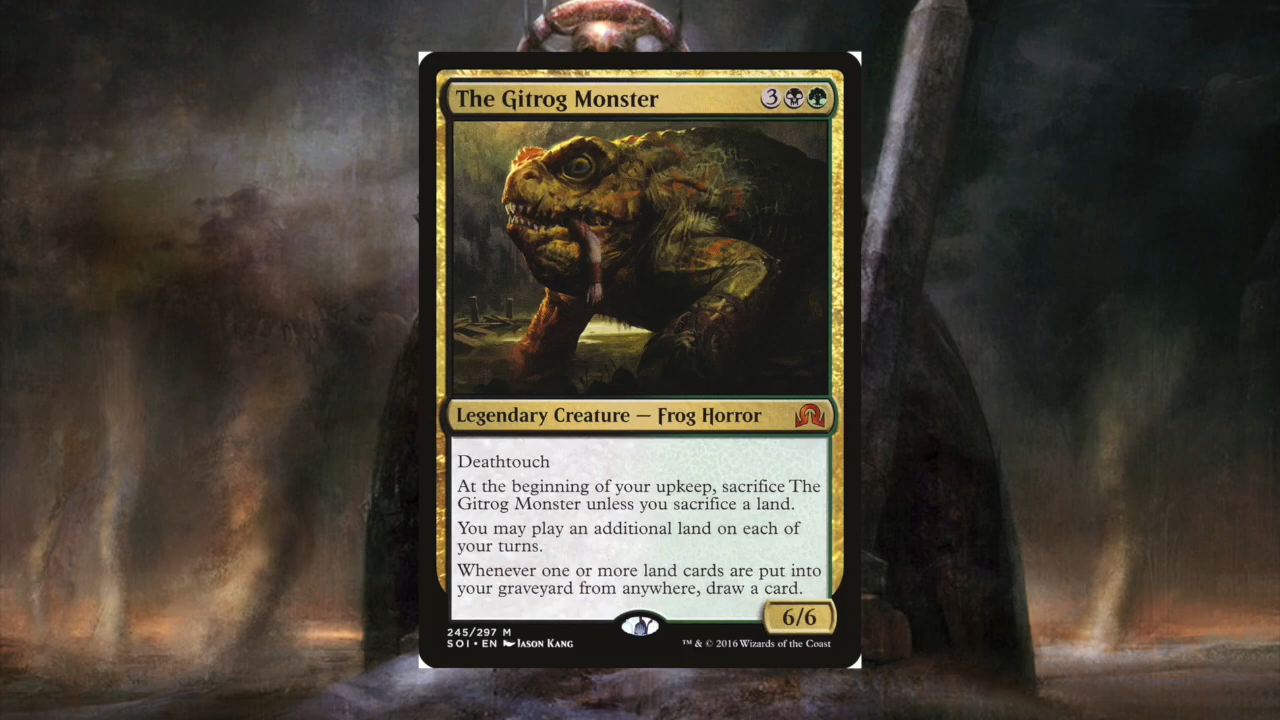 The Gitrog Monster 3
Legendary Creature — Frog Horror
Deathtouch
At the beginning of your upkeep, sacrifice The
Gitrog Monster unless you sacrifice a land.
You may play an additional land on each of
your turns.
Whenever one or more land cards are put into
your graveyard from anywhere, draw a card.
6/6
245/297 M
SOI • EN JASON KANG
™ & © 2016 Wizards of the Coast